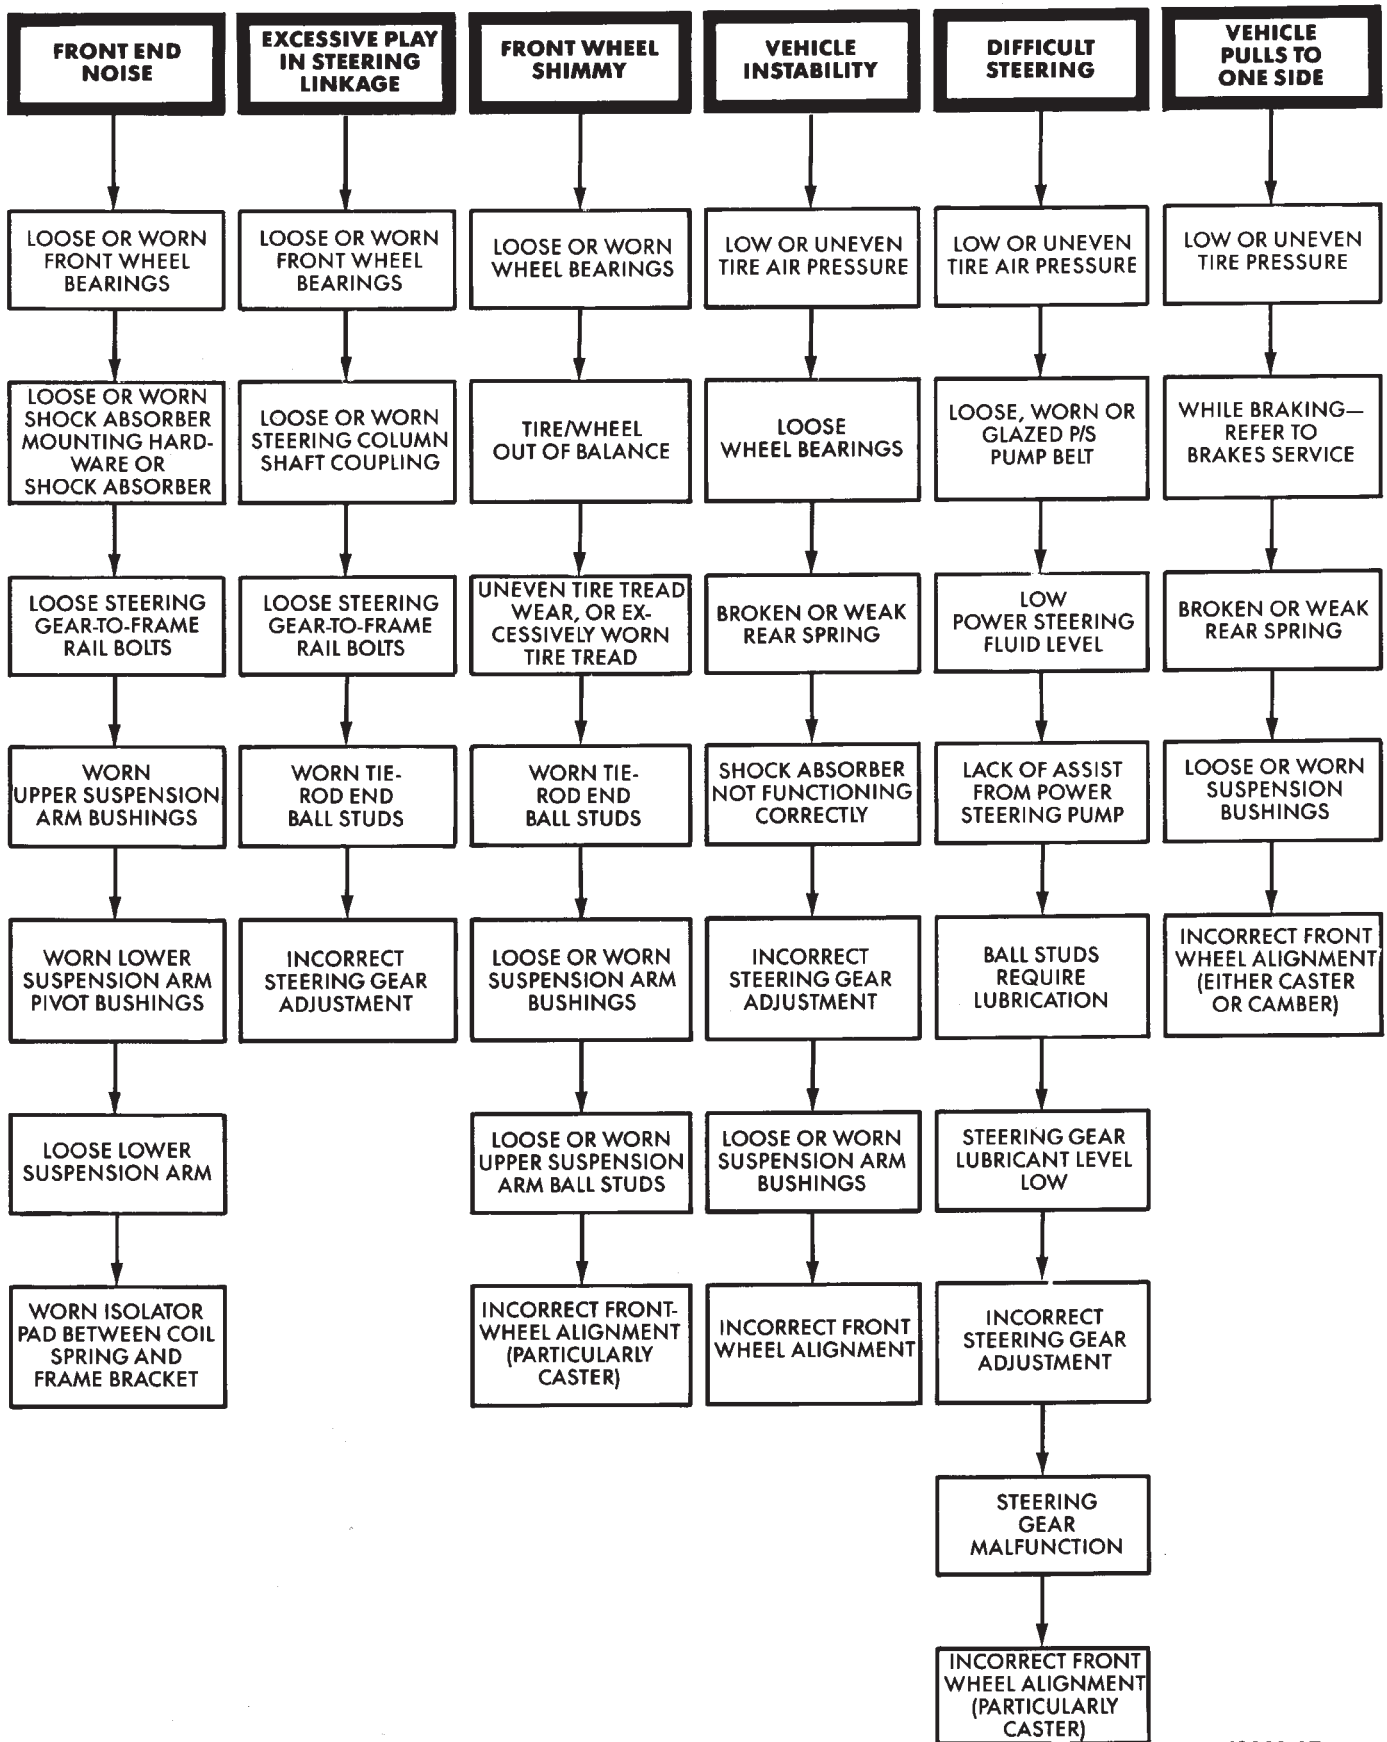 FRONT END
NOISE
LOOSE OR WORN
FRONT WHEEL
BEARINGS
LOOSE OR WORN
SHOCK ABSORBER
MOUNTING HARD-
WARE OR
SHOCK ABSORBER
LOOSE STEERING
GEAR-TO-FRAME
RAIL BOLTS
WORN
UPPER SUSPENSION
ARM BUSHINGS
WORN LOWER
SUSPENSION ARM
PIVOT BUSHINGS
LOOSE LOWER
SUSPENSION ARM
WORN ISOLATOR
PAD BETWEEN COIL
SPRING AND
FRAME BRACKET
EXCESSIVE PLAY
IN STEERING
LINKAGE
LOOSE OR WORN
FRONT WHEEL
BEARINGS
LOOSE OR WORN
STEERING COLUMN
SHAFT COUPLING
LOOSE STEERING
GEAR-TO-FRAME
RAIL BOLTS
WORN TIE-
ROD END
BALL STUDS
INCORRECT
STEERING GEAR
ADJUSTMENT
FRONT WHEEL
SHIMMY
LOOSE OR WORN
WHEEL BEARINGS
TIRE/WHEEL
OUT OF BALANCE
UNEVEN TIRE TREAD
WEAR, OR EX-
CESSIVELY WORN
TIRE TREAD
WORN TIE-
ROD END
BALL STUDS
LOOSE OR WORN
SUSPENSION ARM
BUSHINGS
LOOSE OR WORN
UPPER SUSPENSION
ARM BALL STUDS
INCORRECT FRONT-
WHEEL ALIGNMENT
(PARTICULARLY
CASTER)
VEHICLE
INSTABILITY
LOW OR UNEVEN
TIRE AIR PRESSURE
LOOSE
WHEEL BEARINGS
BROKEN OR WEAK
REAR SPRING
SHOCK ABSORBER
NOT FUNCTIONING
CORRECTLY
INCORRECT
STEERING GEAR
ADJUSTMENT
LOOSE OR WORN
SUSPENSION ARM
BUSHINGS
INCORRECT FRONT
WHEEL ALIGNMENT
DIFFICULT
STEERING
LOW OR UNEVEN
TIRE AIR PRESSURE
LOOSE, WORN OR
GLAZED P/S
PUMP BELT
LOW
POWER STEERING
FLUID LEVEL
LACK OF ASSIST
FROM POWER
STEERING PUMP
BALL STUDS
REQUIRE
LUBRICATION
STEERING GEAR
LUBRICANT LEVEL
LOW
INCORRECT
STEERING GEAR
ADJUSTMENT
STEERING
GEAR
MALFUNCTION
INCORRECT FRONT
WHEEL ALIGNMENT
(PARTICULARLY
CASTER)
VEHICLE
PULLS TO
ONE SIDE
LOW OR UNEVEN
TIRE PRESSURE
WHILE BRAKING—
REFER TO
BRAKES SERVICE
BROKEN OR WEAK
REAR SPRING
LOOSE OR WORN
SUSPENSION
BUSHINGS
INCORRECT FRONT
WHEEL ALIGNMENT
(EITHER CASTER
OR CAMBER)